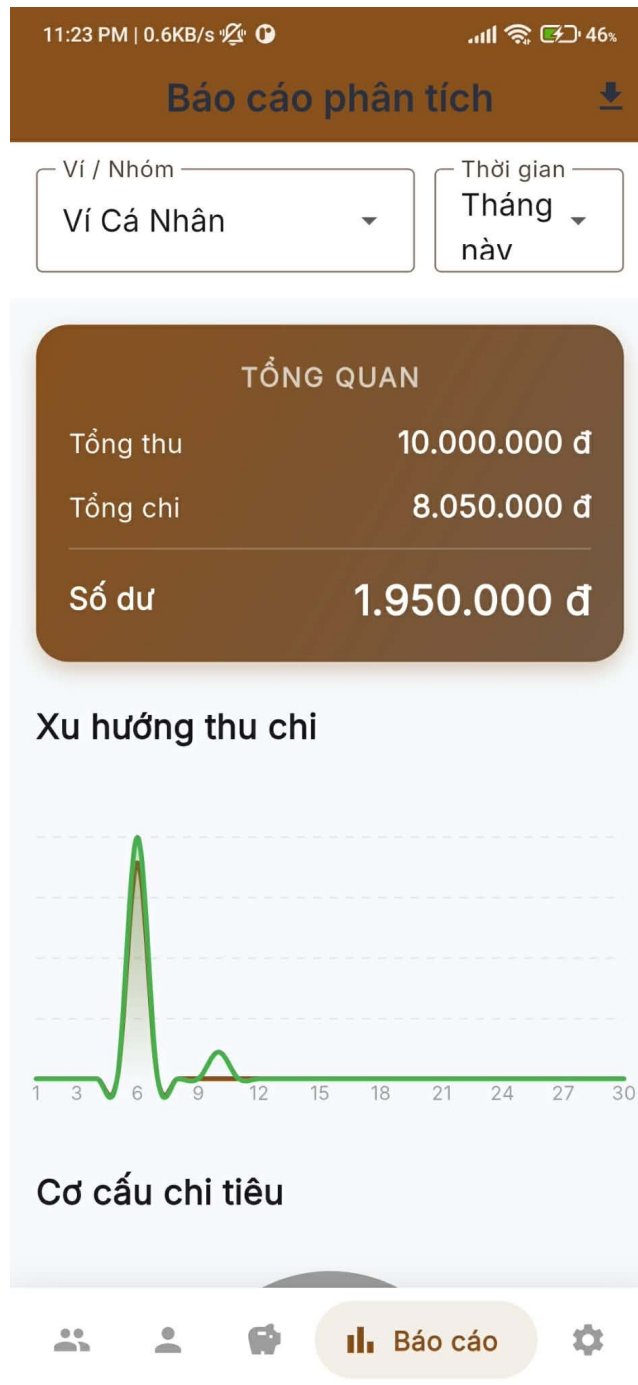 11:23 PM | 0.6KB/s
46%
Báo cáo phân tích
Ví / Nhóm
Ví Cá Nhân
Thời gian
Tháng này
TỔNG QUAN
Tổng thu 10.000.000 đ
Tổng chi 8.050.000 đ
Số dư 1.950.000 đ
Xu hướng thu chi
1 3 6 9 12 15 18 21 24 27 30
Cơ cấu chi tiêu
Báo cáo